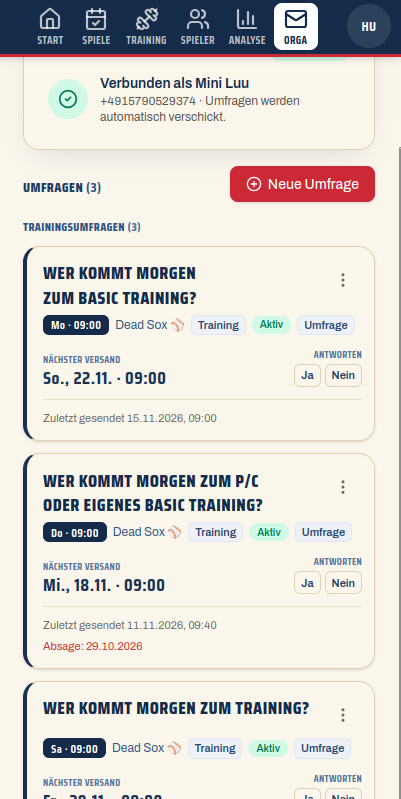 START SPIELE TRAINING SPIELER ANALYSE ORGA HU
Verbunden als Mini Luu
+4915790529374 · Umfragen werden
automatisch verschickt.
UMFRAGEN (3)
Neue Umfrage
TRAININGSUMFRAGEN (3)
WER KOMMT MORGEN
ZUM BASIC TRAINING?
Mo · 09:00 Dead Sox ⚾ Training Aktiv Umfrage
NÄCHSTER VERSAND ANTWORTEN
So., 22.11. · 09:00 Ja Nein
Zuletzt gesendet 15.11.2026, 09:00
WER KOMMT MORGEN ZUM P/C
ODER EIGENES BASIC TRAINING?
Do · 09:00 Dead Sox ⚾ Training Aktiv Umfrage
NÄCHSTER VERSAND ANTWORTEN
Mi., 18.11. · 09:00 Ja Nein
Zuletzt gesendet 11.11.2026, 09:40
Absage: 29.10.2026
WER KOMMT MORGEN ZUM TRAINING?
Sa · 09:00 Dead Sox ⚾ Training Aktiv Umfrage
NÄCHSTER VERSAND ANTWORTEN
Ja Nein